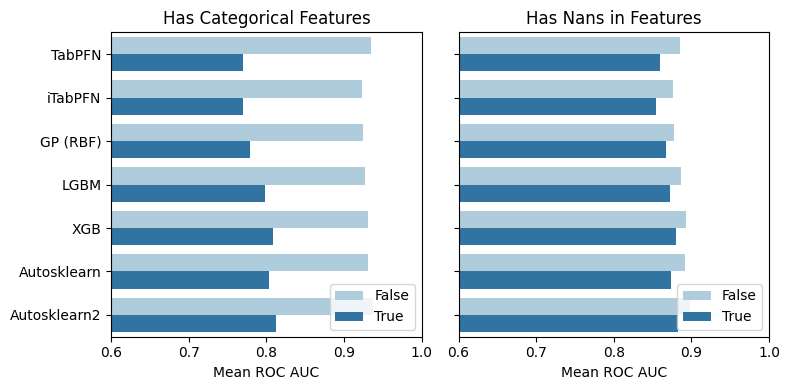 Has Categorical Features
Has Nans in Features
TabPFN
iTabPFN
GP (RBF)
LGBM
XGB
Autosklearn
Autosklearn2
False
True
False
True
0.6 0.7 0.8 0.9 1.0
0.6 0.7 0.8 0.9 1.0
Mean ROC AUC
Mean ROC AUC